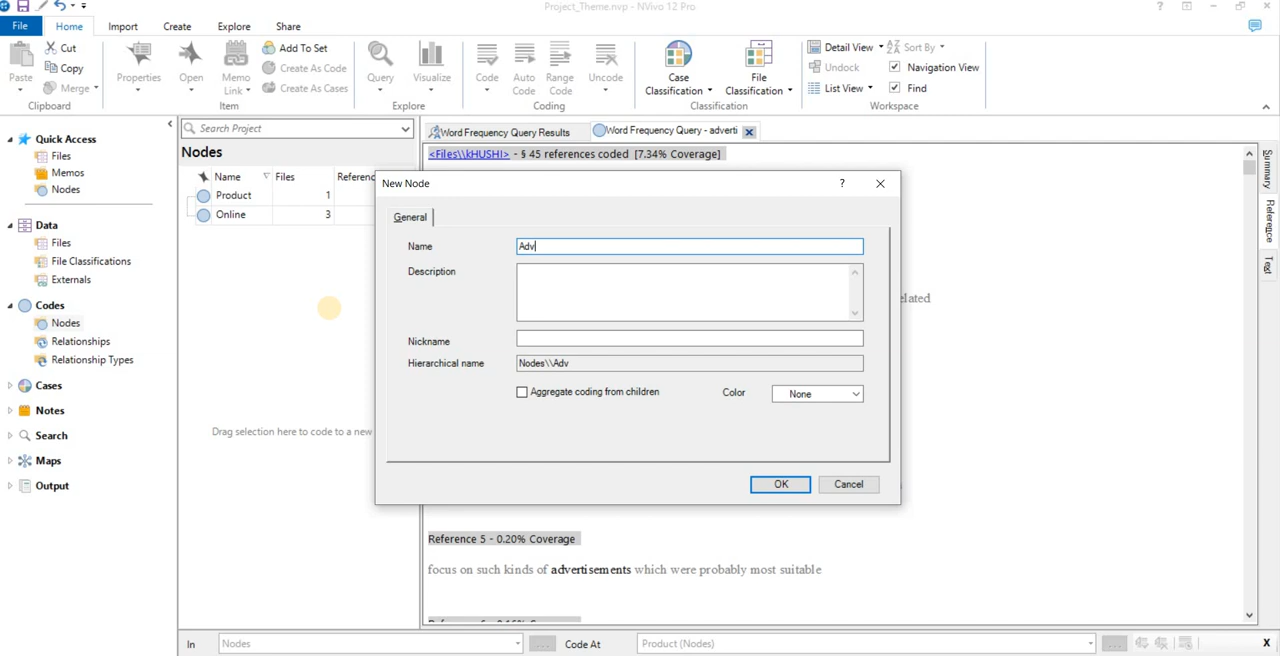 Project_Theme.nvp - NVivo 12 Pro
File Home Import Create Explore Share
Paste
Cut
Copy
Merge
Clipboard
Properties
Open
Memo Link
Add To Set
Create As Code
Create As Cases
Item
Query
Visualize
Explore
Code
Auto Code
Range Code
Uncode
Coding
Case Classification
File Classification
Classification
Detail View
Sort By
Undock
Navigation View
List View
Find
Workspace
Quick Access
Files
Memos
Nodes
Data
Files
File Classifications
Externals
Codes
Nodes
Relationships
Relationship Types
Cases
Notes
Search
Maps
Output
Search Project
Nodes
Name Files Referenc
Product 1
Online 3
Drag selection here to code to a new
Word Frequency Query Results
Word Frequency Query - adverti
<Files\\kHUSHI> - § 45 references coded [7.34% Coverage]
elated
New Node
?
General
Name Adv
Description
Nickname
Hierarchical name Nodes\\Adv
Aggregate coding from children
Color None
OK Cancel
Reference 5 - 0.20% Coverage
focus on such kinds of advertisements which were probably most suitable
Summary
Reference
Text
In Nodes ... Code At Product (Nodes) ... X